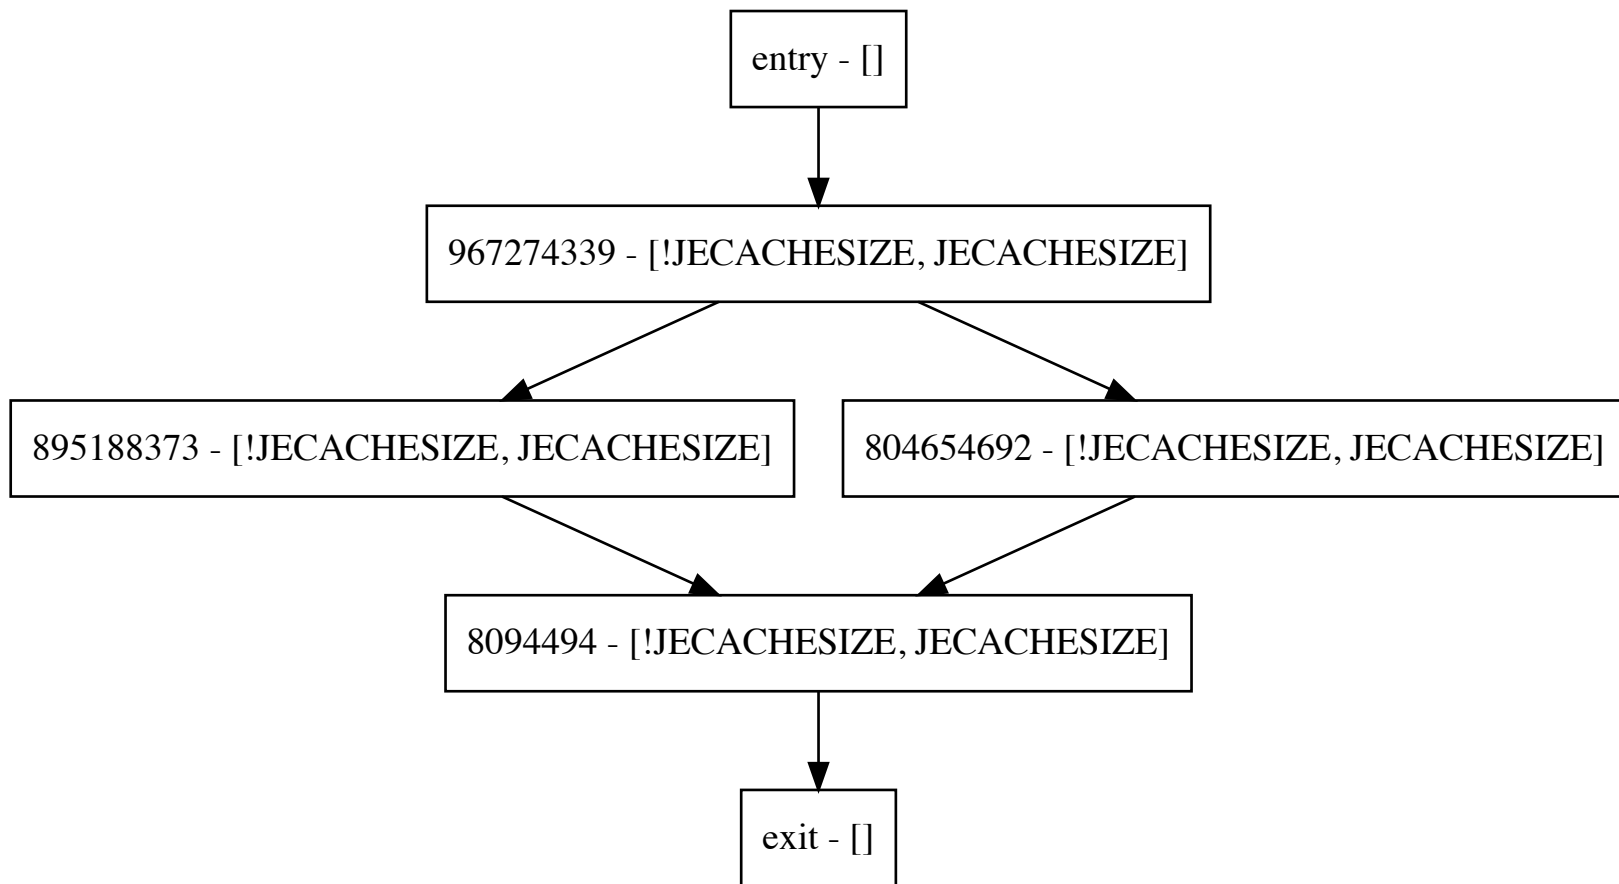 entry - []
967274339 - [!JECACHESIZE, JECACHESIZE]
895188373 - [!JECACHESIZE, JECACHESIZE]
804654692 - [!JECACHESIZE, JECACHESIZE]
8094494 - [!JECACHESIZE, JECACHESIZE]
exit - []